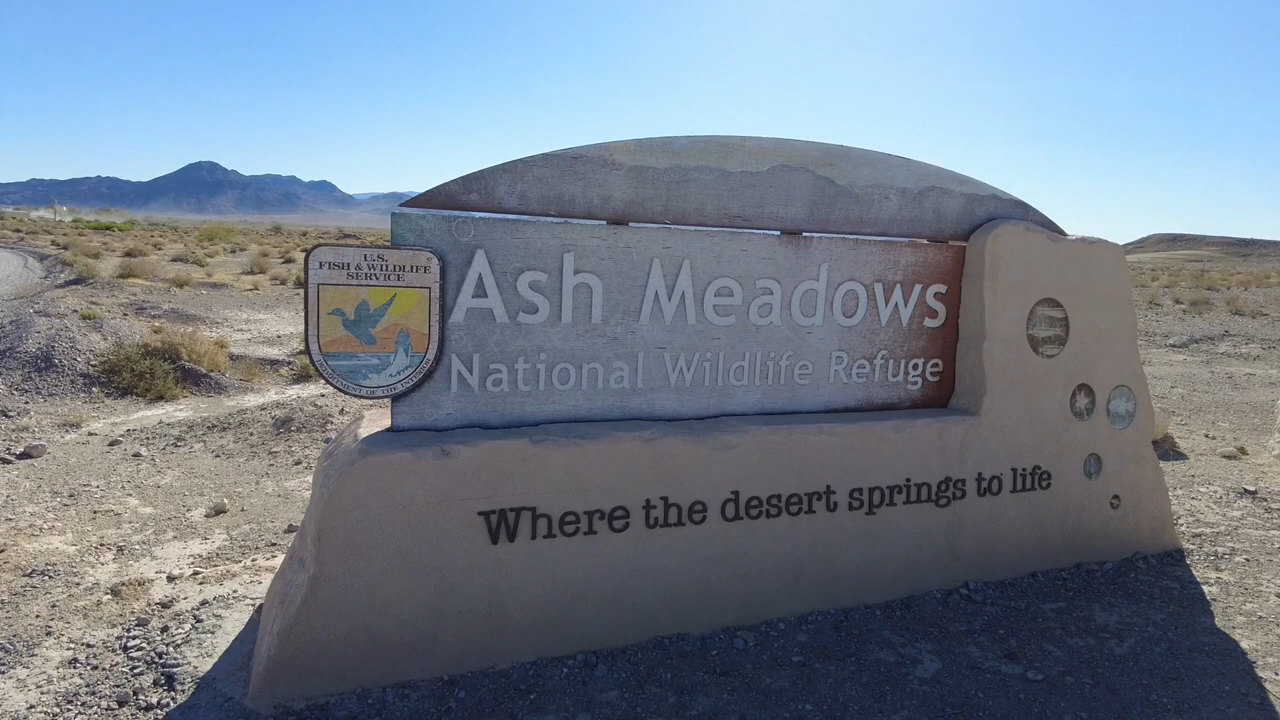 U.S.
FISH & WILDLIFE
SERVICE
DEPARTMENT OF THE INTERIOR
Ash Meadows
National Wildlife Refuge
Where the desert springs to life